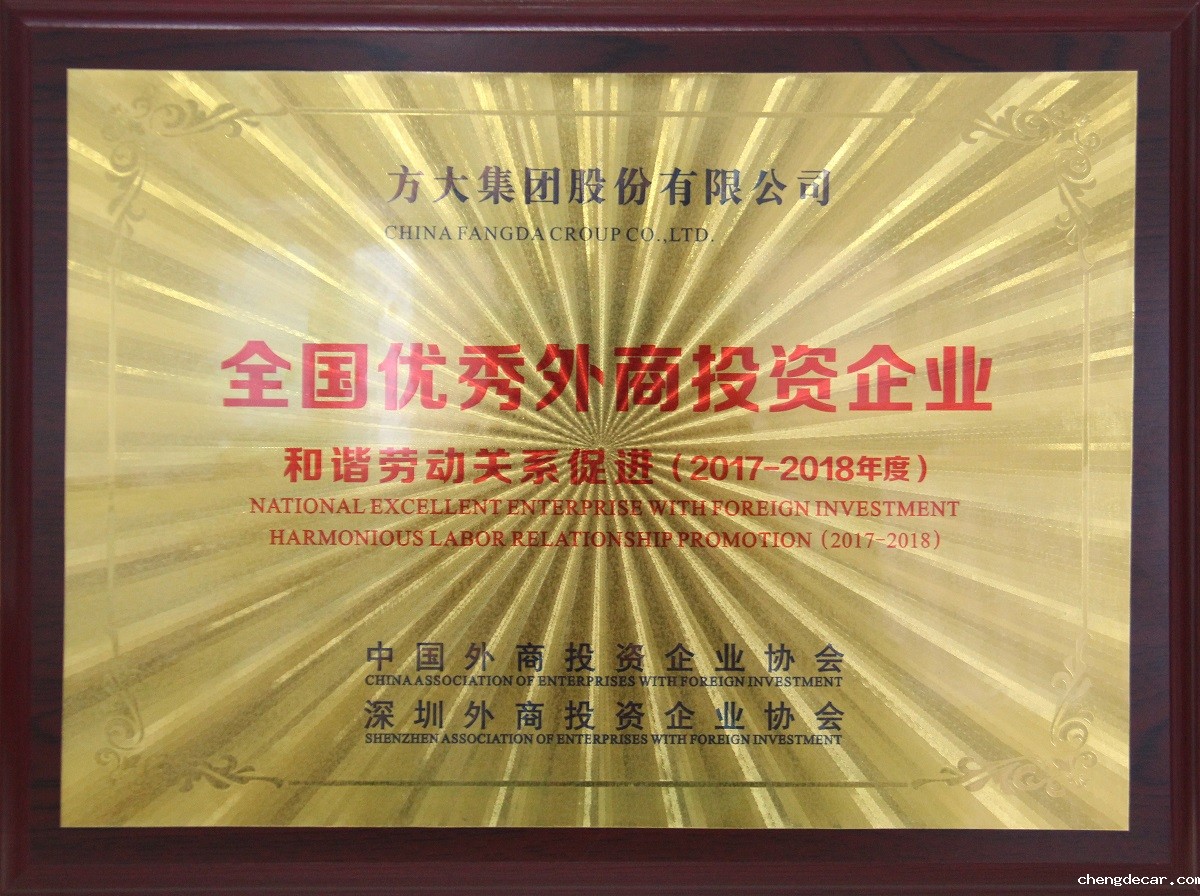 方大集团股份有限公司
CHINA FANGDA CROUP CO.,LTD.
全国优秀外商投资企业
和谐劳动关系促进（2017-2018年度）
NATIONAL EXCELLENT ENTERPRISE WITH FOREIGN INVESTMENT
HARMONIOUS LABOR RELATIONSHIP PROMOTION (2017-2018)
中国外商投资企业协会
CHINA ASSOCIATION OF ENTERPRISES WITH FOREIGN INVESTMENT
深圳外商投资企业协会
SHENZHEN ASSOCIATION OF ENTERPRISES WITH FOREIGN INVESTMENT
chengdecar.com